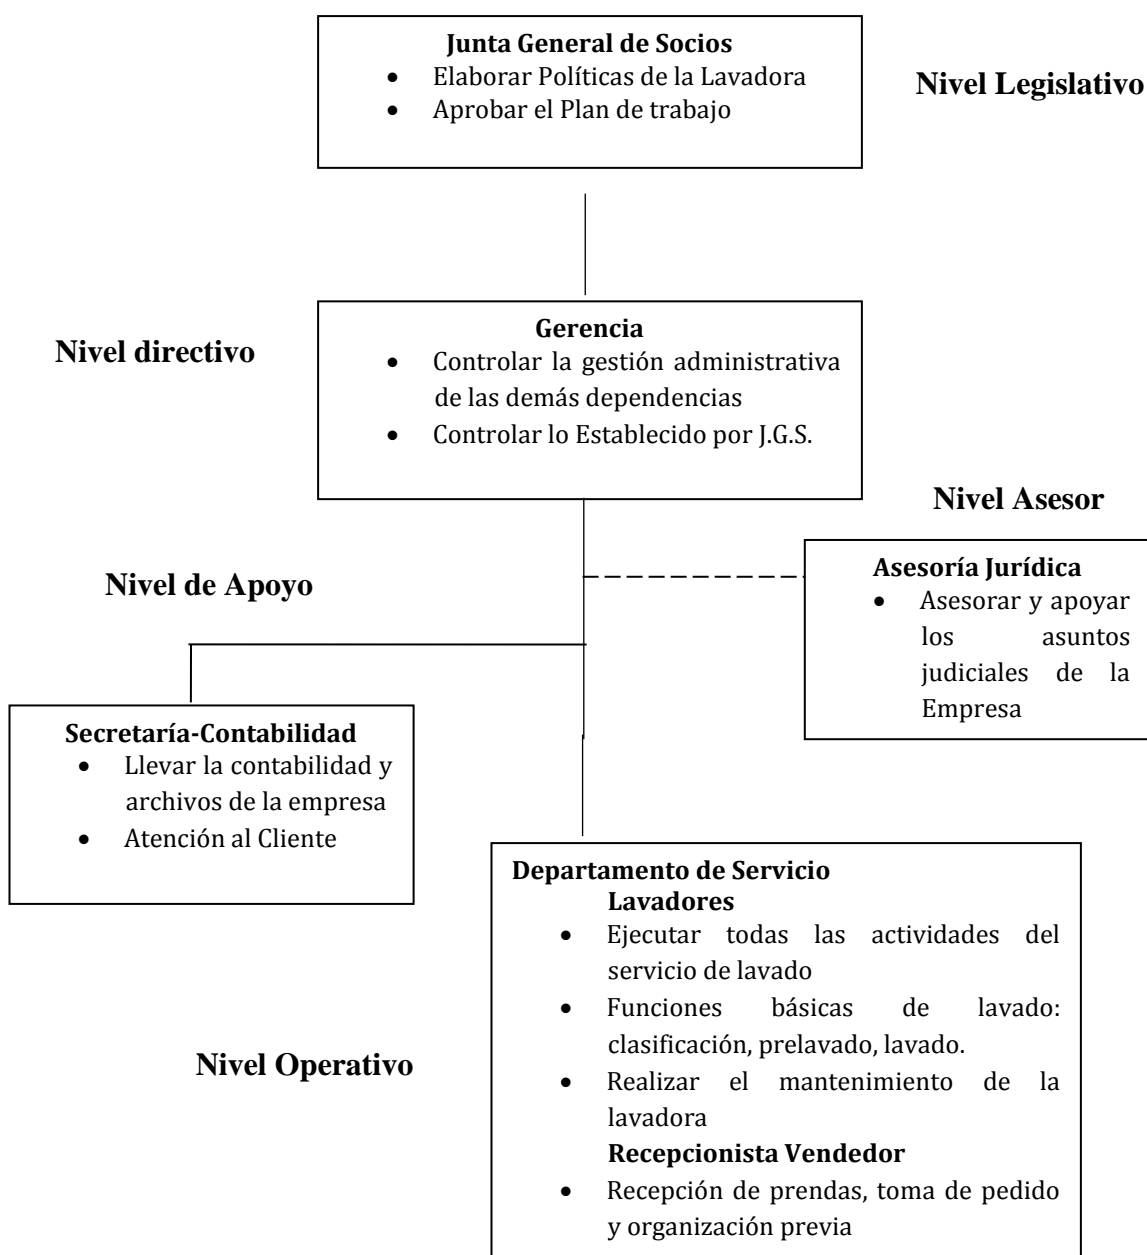 Junta General de Socios
• Elaborar Políticas de la Lavadora
• Aprobar el Plan de trabajo
Nivel Legislativo
Nivel directivo
Gerencia
• Controlar la gestión administrativa
de las demás dependencias
• Controlar lo Establecido por J.G.S.
Nivel Asesor
Asesoría Jurídica
• Asesorar y apoyar
los asuntos
judiciales de la
Empresa
Nivel de Apoyo
Secretaría-Contabilidad
• Llevar la contabilidad y
archivos de la empresa
• Atención al Cliente
Nivel Operativo
Departamento de Servicio
Lavadores
• Ejecutar todas las actividades del
servicio de lavado
• Funciones básicas de lavado:
clasificación, prelavado, lavado.
• Realizar el mantenimiento de la
lavadora
Recepcionista Vendedor
• Recepción de prendas, toma de pedido
y organización previa